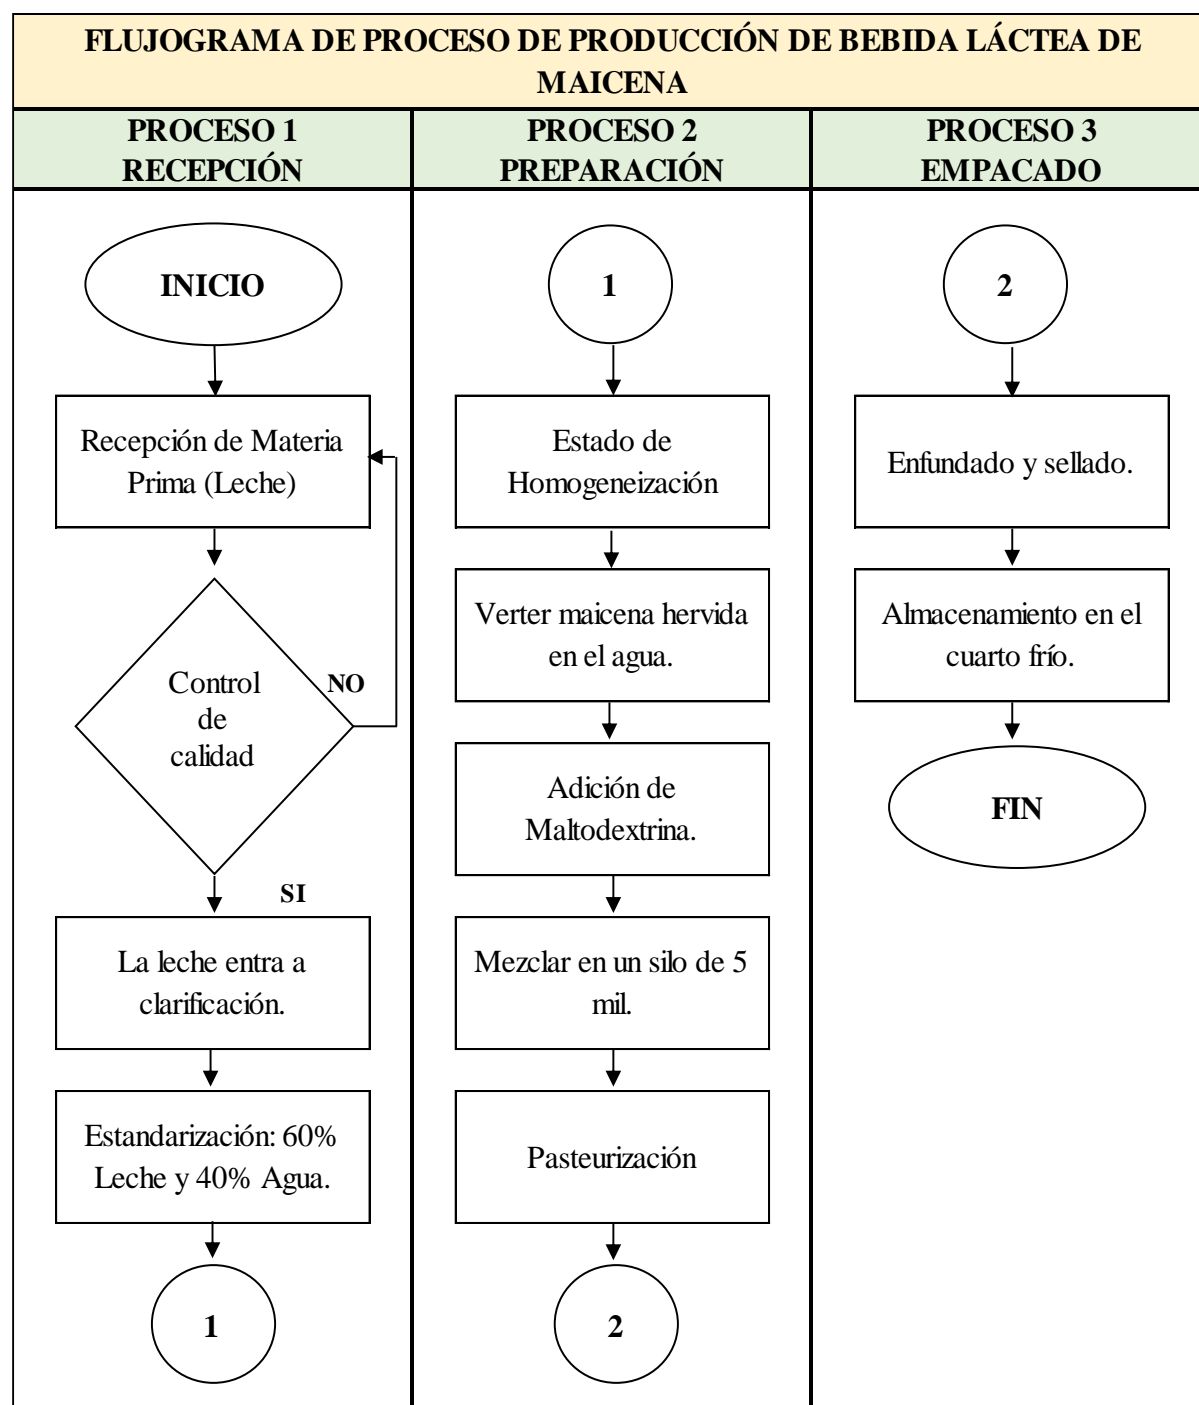 FLUJOGRAMA DE PROCESO DE PRODUCCIÓN DE BEBIDA LÁCTEA DE
MAICENA
PROCESO 1
RECEPCIÓN
PROCESO 2
PREPARACIÓN
PROCESO 3
EMPACADO
INICIO
Recepción de Materia
Prima (Leche)
Control
de
calidad
NO
SI
La leche entra a
clarificación.
Estandarización: 60%
Leche y 40% Agua.
1
1
Estado de
Homogeneización
Verter maicena hervida
en el agua.
Adición de
Maltodextrina.
Mezclar en un silo de 5
mil.
Pasteurización
2
2
Enfundado y sellado.
Almacenamiento en el
cuarto frío.
FIN